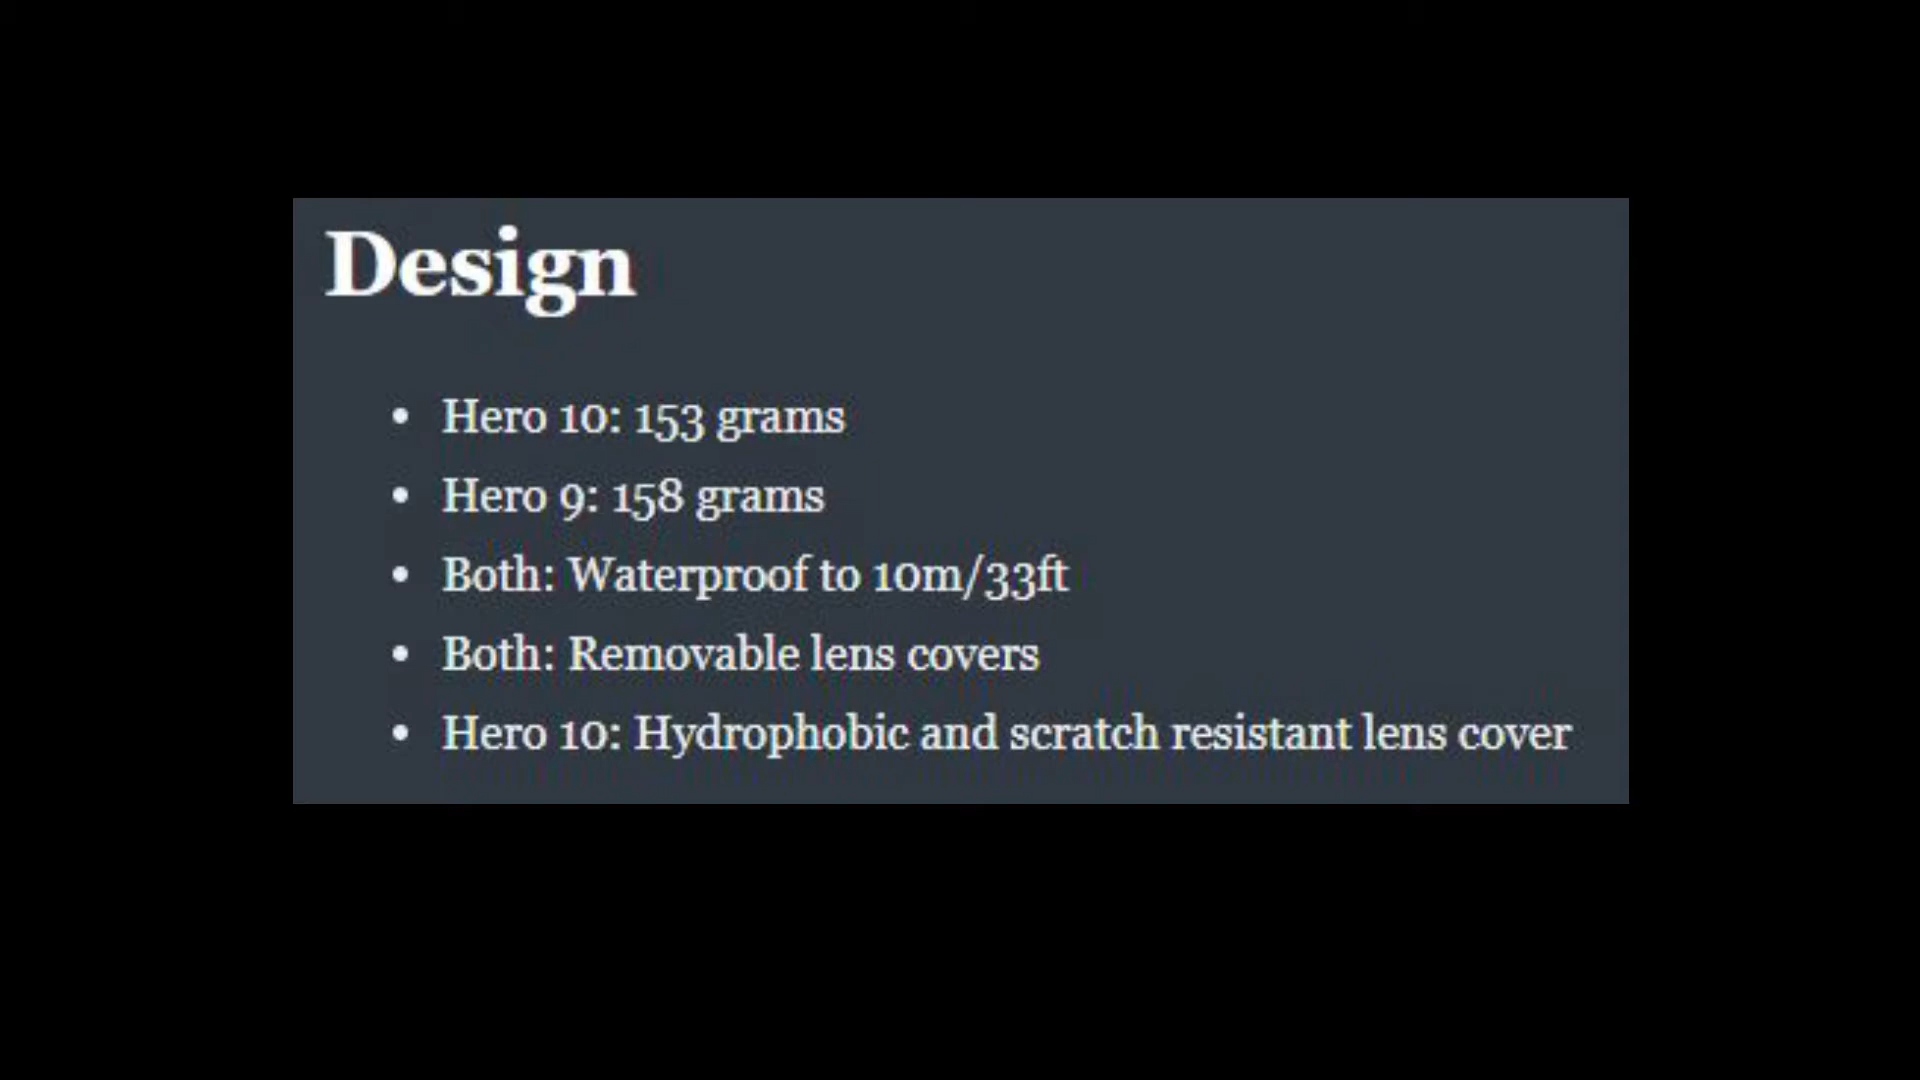 Design
• Hero 10: 153 grams
• Hero 9: 158 grams
• Both: Waterproof to 10m/33ft
• Both: Removable lens covers
• Hero 10: Hydrophobic and scratch resistant lens cover